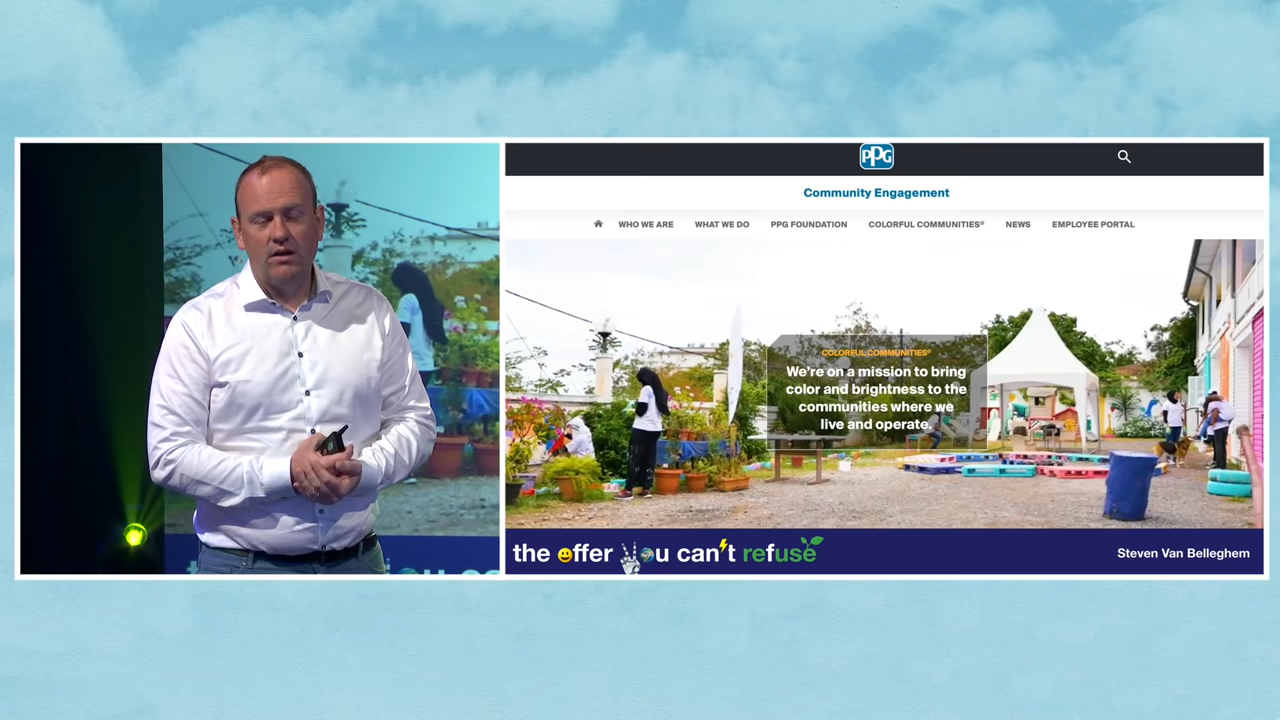 PPG
Community Engagement
WHO WE ARE WHAT WE DO PPG FOUNDATION COLORFUL COMMUNITIES® NEWS EMPLOYEE PORTAL
COLORFUL COMMUNITIES®
We're on a mission to bring
color and brightness to the
communities where we
live and operate.
the offer you can't refuse
Steven Van Belleghem